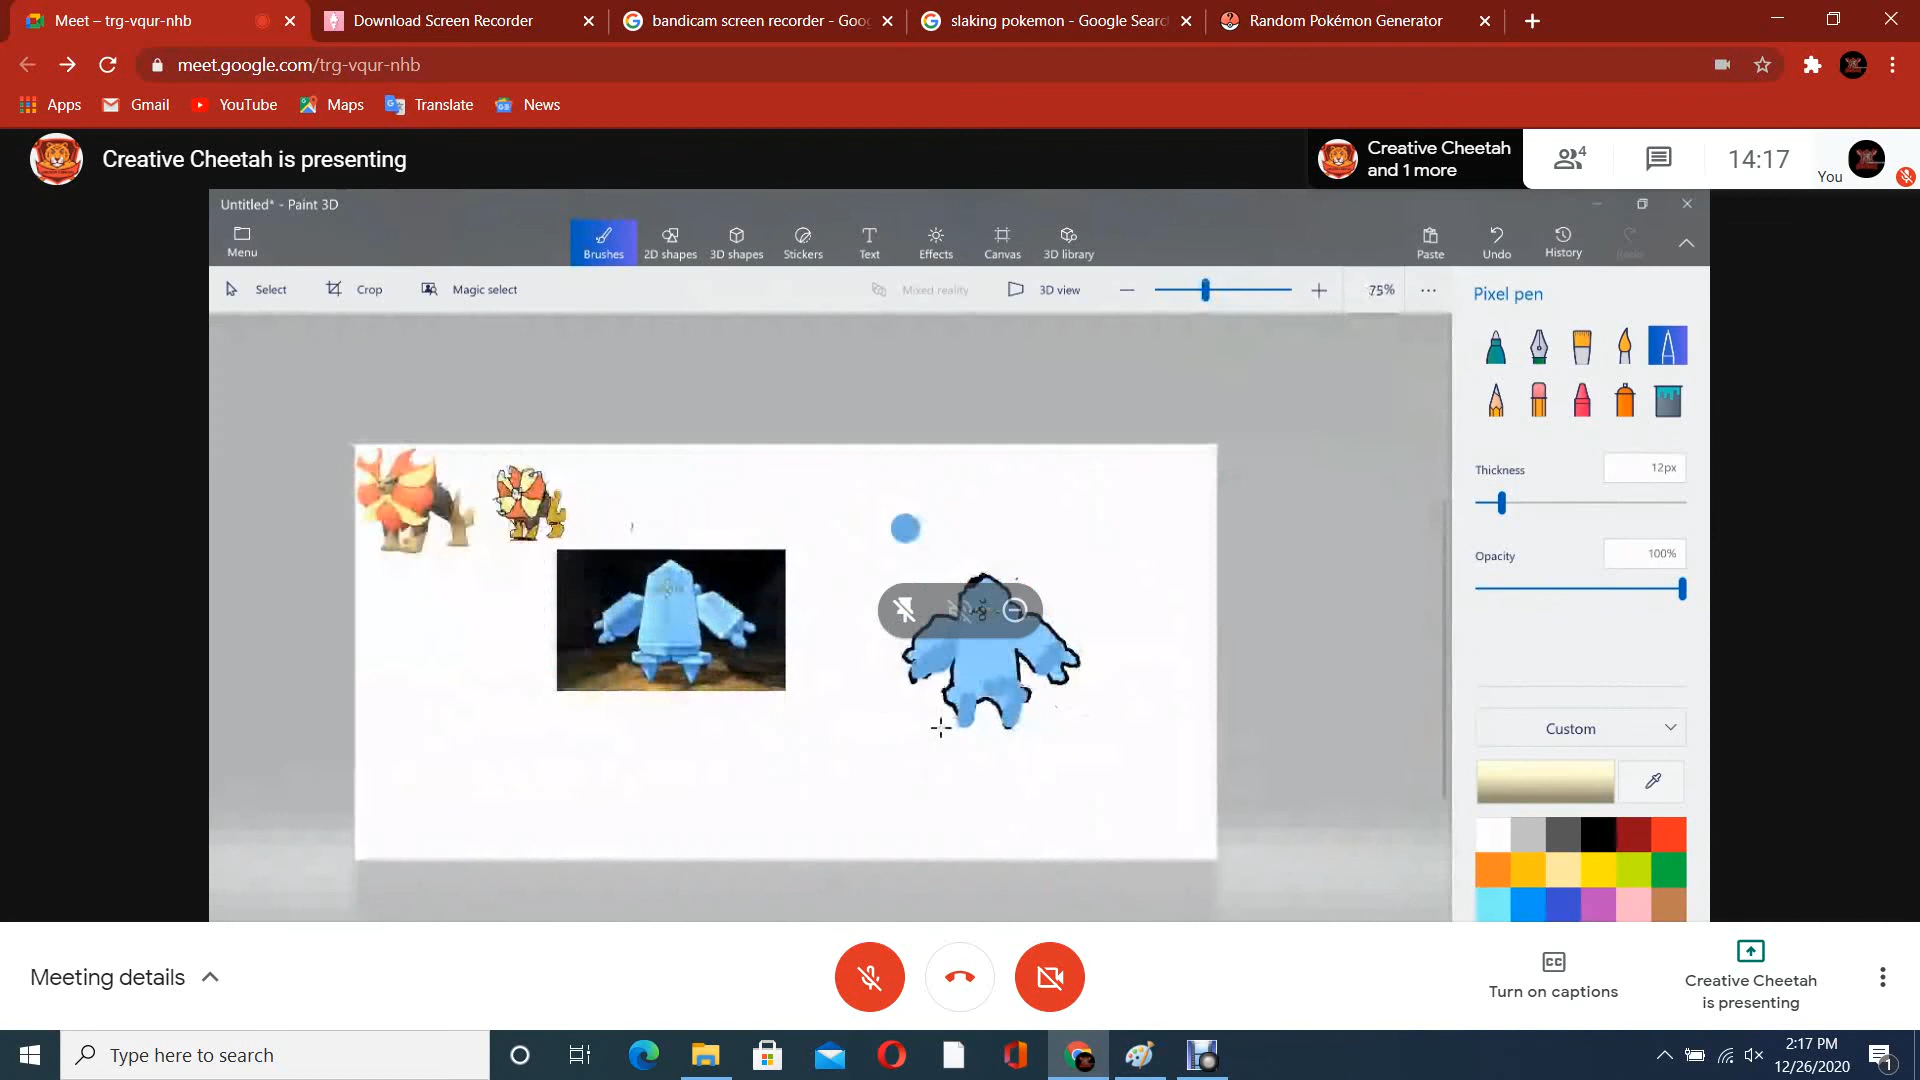 Meet – trg-vqur-nhb
Download Screen Recorder
bandicam screen recorder - Goo
slaking pokemon - Google Searc
Random Pokémon Generator
meet.google.com/trg-vqur-nhb
Apps
Gmail
YouTube
Maps
Translate
News
Creative Cheetah is presenting
Creative Cheetah
and 1 more
4
14:17
You
Untitled* - Paint 3D
Menu
Brushes
2D shapes
3D shapes
Stickers
Text
Effects
Canvas
3D library
Paste
Undo
History
Select
Crop
Magic select
Mixed reality
3D view
75%
Pixel pen
Thickness
12px
Opacity
100%
Custom
Meeting details
CC
Turn on captions
Creative Cheetah
is presenting
Type here to search
2:17 PM
12/26/2020
1